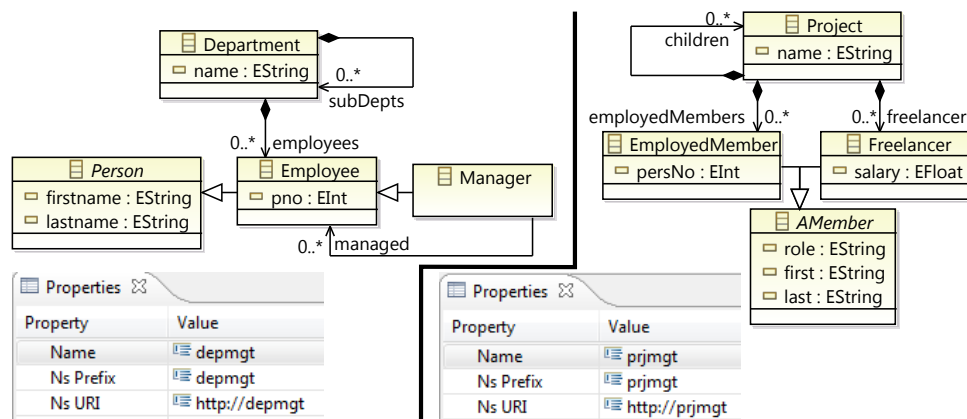 Department
name : EString
0..*
subDepts
0..*
employees
Person
firstname : EString
lastname : EString
Employee
pno : EInt
Manager
0..*
managed
Properties
Property Value
Name depmgt
Ns Prefix depmgt
Ns URI http://depmgt
0..*
children
Project
name : EString
employedMembers
0..*
0..*
freelancer
EmployedMember
persNo : EInt
Freelancer
salary : EFloat
AMember
role : EString
first : EString
last : EString
Properties
Property Value
Name prjmgt
Ns Prefix prjmgt
Ns URI http://prjmgt